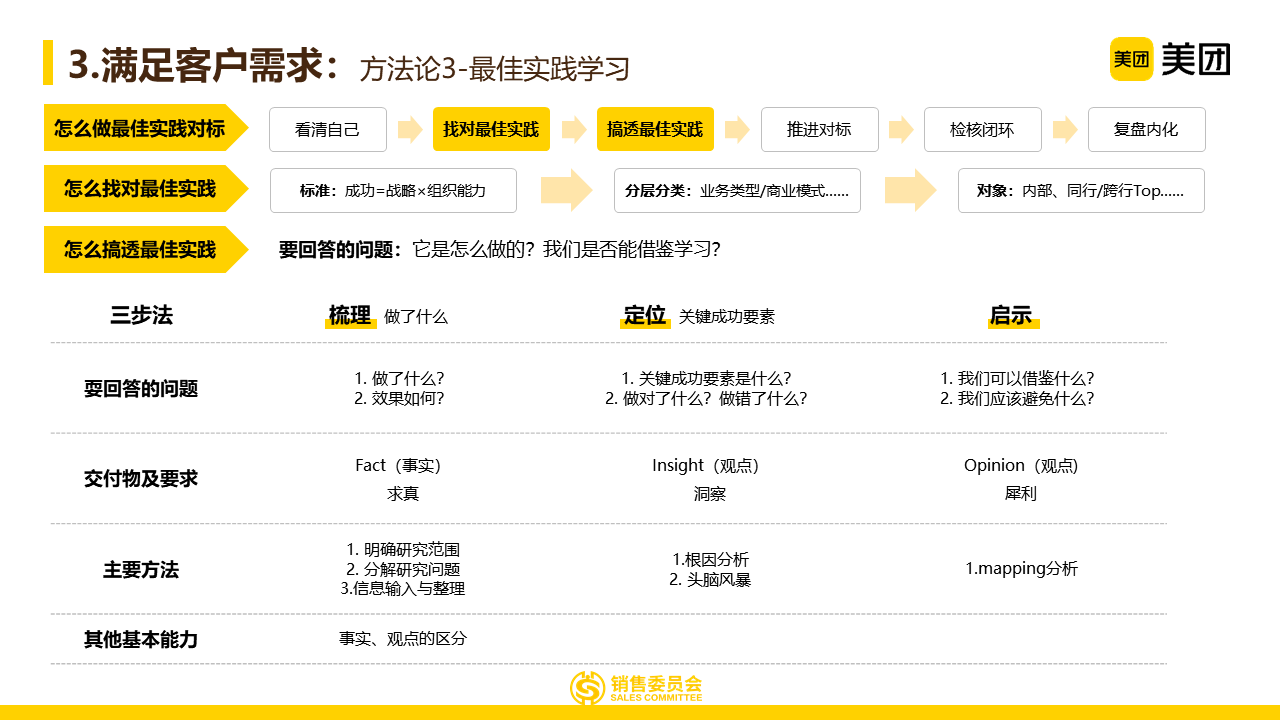 3.满足客户需求：方法论3-最佳实践学习
美团 美团
怎么做最佳实践对标 看清自己 找对最佳实践 搞透最佳实践 推进对标 检核闭环 复盘内化
怎么找对最佳实践 标准：成功=战略×组织能力 分层分类：业务类型/商业模式...... 对象：内部、同行/跨行Top......
怎么搞透最佳实践 要回答的问题：它是怎么做的？我们是否能借鉴学习？
三步法 梳理 做了什么 定位 关键成功要素 启示
耍回答的问题
1. 做了什么？
2. 效果如何？
1. 关键成功要素是什么？
2. 做对了什么？做错了什么？
1. 我们可以借鉴什么？
2. 我们应该避免什么？
交付物及要求
Fact（事实）
求真
Insight（观点）
洞察
Opinion（观点）
犀利
主要方法
1. 明确研究范围
2. 分解研究问题
3.信息输入与整理
1.根因分析
2. 头脑风暴
1.mapping分析
其他基本能力 事实、观点的区分
销售委员会
SALES COMMITTEE